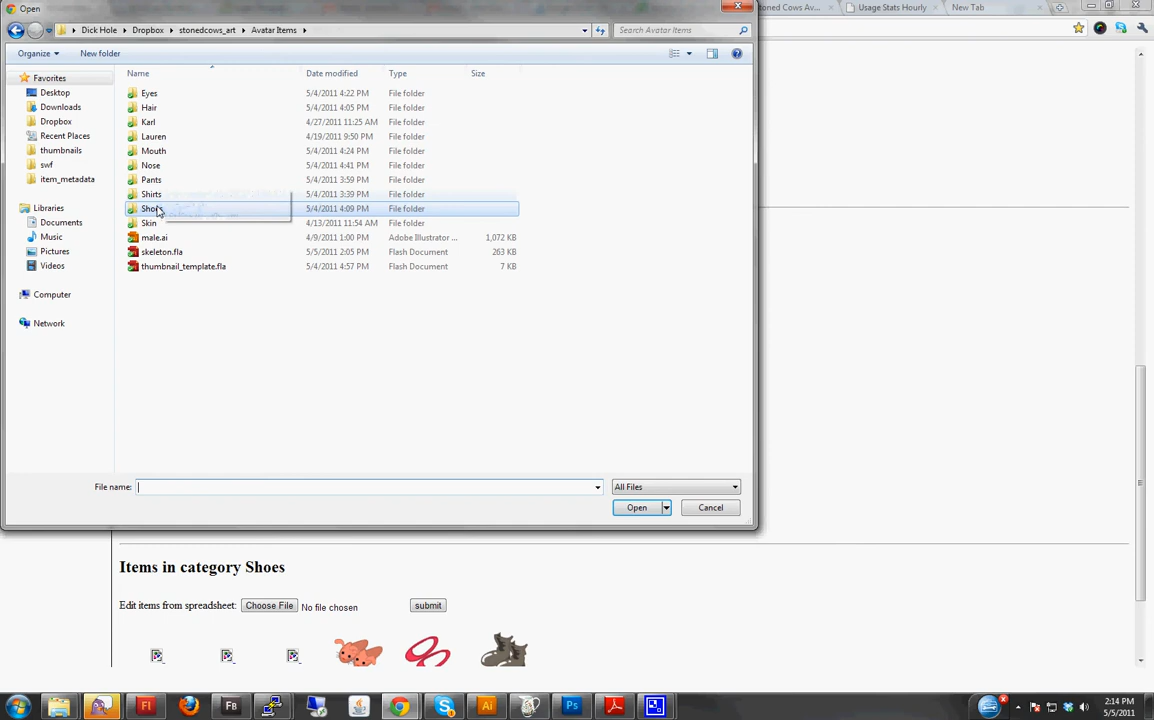 Open
toned Cows Av...
Usage Stats Hourly
New Tab
Dick Hole
Dropbox
stonedcows_art
Avatar Items
Search Avatar Items
Organize
New folder
Name
Date modified
Type
Size
Favorites
Desktop
Downloads
Dropbox
Recent Places
thumbnails
swf
item_metadata
Libraries
Documents
Music
Pictures
Videos
Computer
Network
Eyes 5/4/2011 4:22 PM File folder
Hair 5/4/2011 4:05 PM File folder
Karl 4/27/2011 11:25 AM File folder
Lauren 4/19/2011 9:50 PM File folder
Mouth 5/4/2011 4:24 PM File folder
Nose 5/4/2011 4:41 PM File folder
Pants 5/4/2011 3:59 PM File folder
Shirts 5/4/2011 3:39 PM File folder
Shoes 5/4/2011 4:09 PM File folder
Skin 4/13/2011 11:54 AM File folder
male.ai 4/9/2011 1:00 PM Adobe Illustrator ... 1,072 KB
skeleton.fla 5/5/2011 2:05 PM Flash Document 263 KB
thumbnail_template.fla 5/4/2011 4:57 PM Flash Document 7 KB
File name:
All Files
Open
Cancel
Items in category Shoes
Edit items from spreadsheet: Choose File No file chosen submit
Fl
Fb
Ai
Ps
2:14 PM
5/5/2011